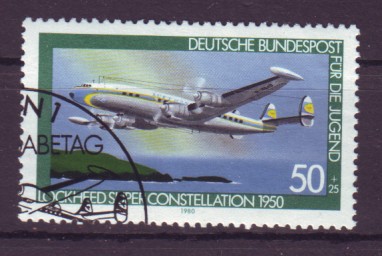 DEUTSCHE BUNDESPOST
FÜR DIE JUGEND
50
+ 25
N 1
ABETAG
LOCKHEED SUPER CONSTELLATION 1950
1980